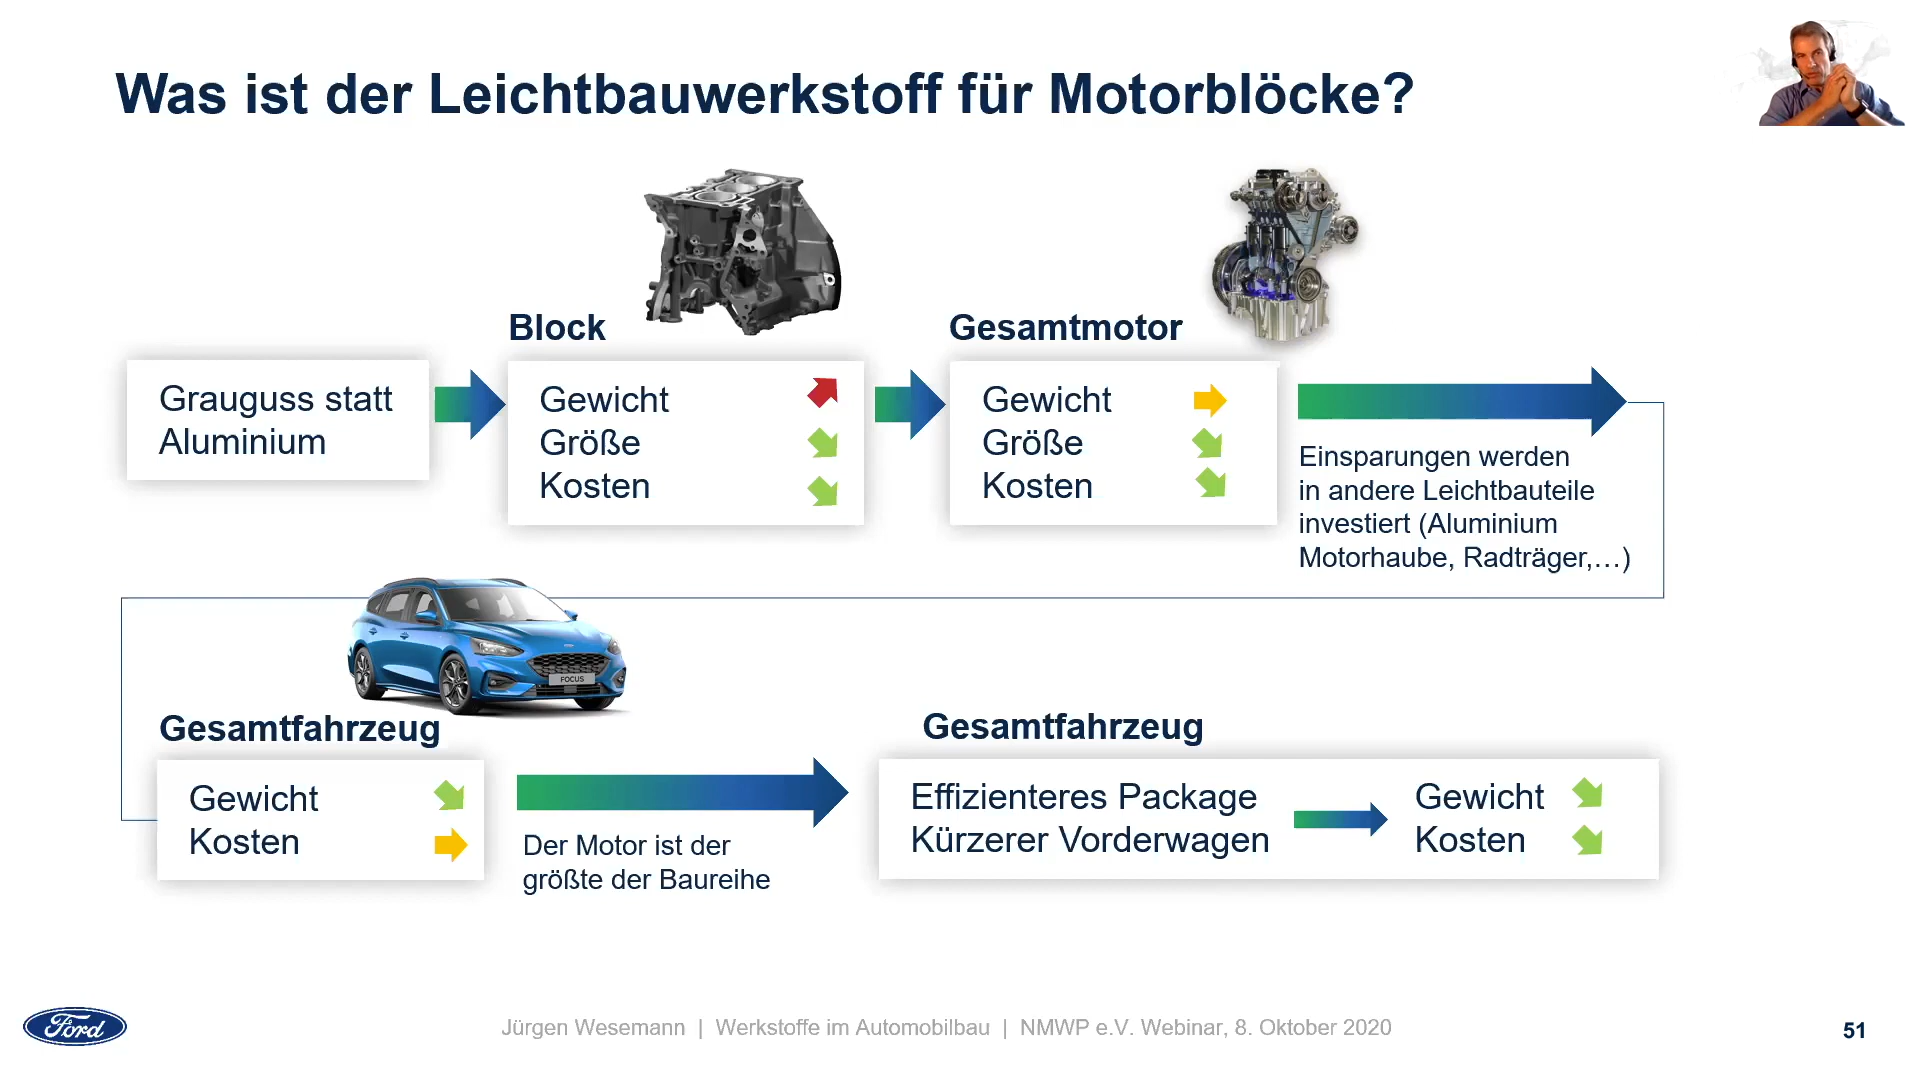 Was ist der Leichtbauwerkstoff für Motorblöcke?
Block
Gesamtmotor
Grauguss statt
Aluminium
Gewicht
Größe
Kosten
Gewicht
Größe
Kosten
Einsparungen werden
in andere Leichtbauteile
investiert (Aluminium
Motorhaube, Radträger,…)
FOCUS
Gesamtfahrzeug
Gewicht
Kosten
Der Motor ist der
größte der Baureihe
Gesamtfahrzeug
Effizienteres Package
Kürzerer Vorderwagen
Gewicht
Kosten
Ford
Jürgen Wesemann | Werkstoffe im Automobilbau | NMWP e.V. Webinar, 8. Oktober 2020
51